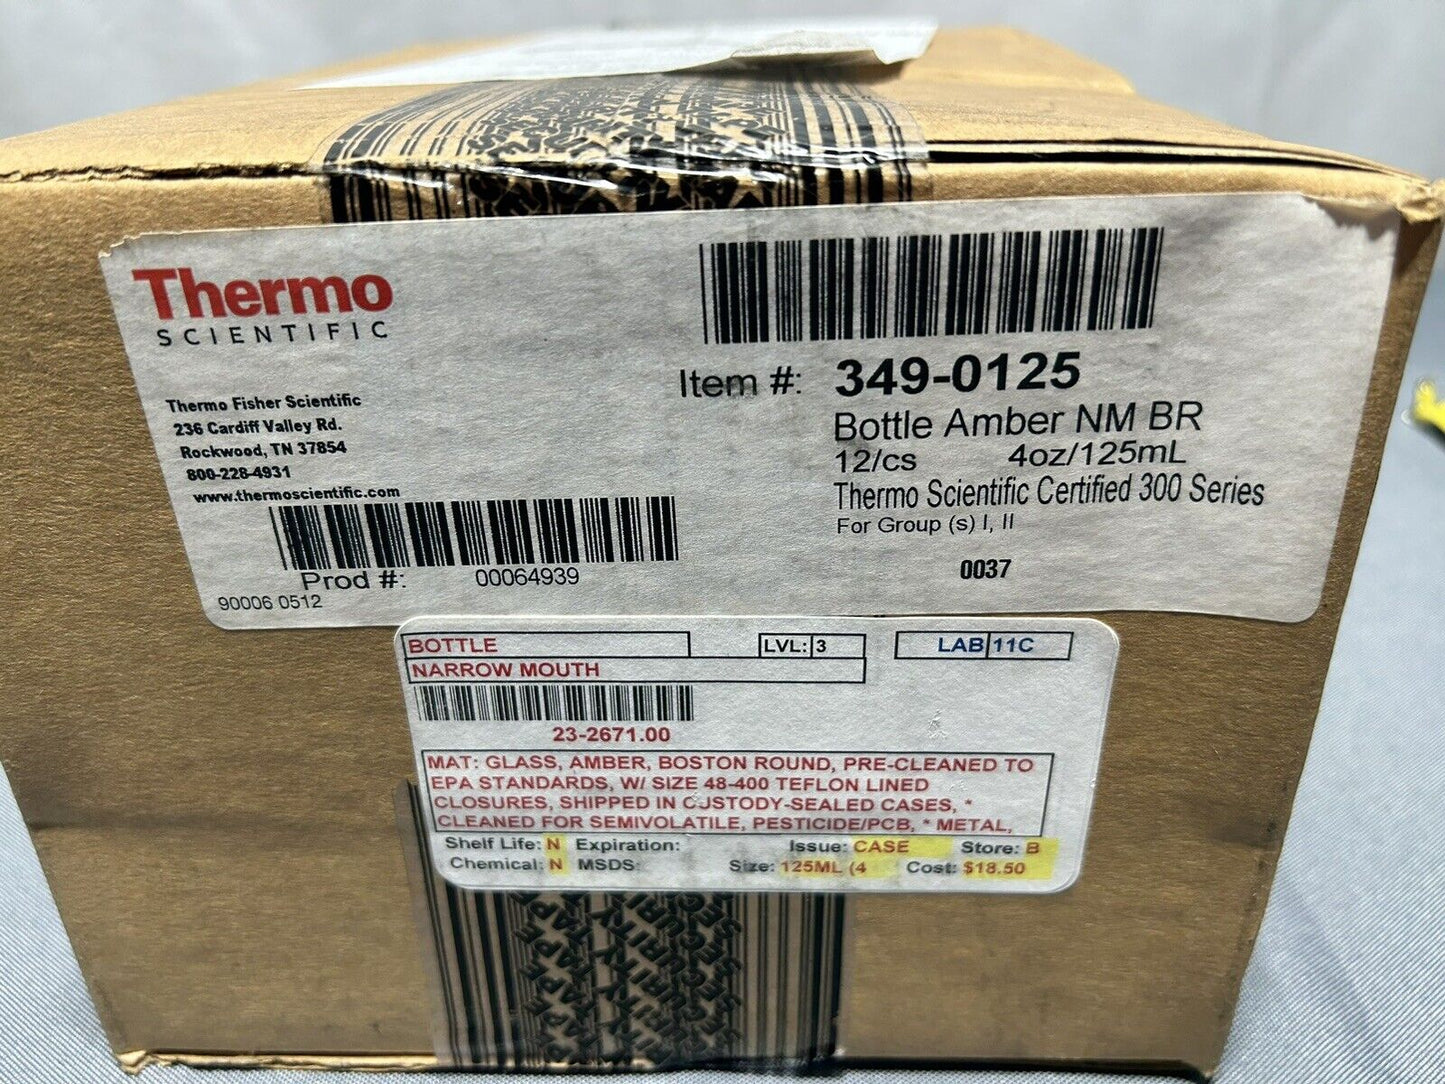 Thermo
SCIENTIFIC
Thermo Fisher Scientific
236 Cardiff Valley Rd.
Rockwood, TN 37854
800-228-4931
www.thermoscientific.com
Prod #: 00064939
90006 0512
Item #: 349-0125
Bottle Amber NM BR
12/cs 4oz/125mL
Thermo Scientific Certified 300 Series
For Group (s) I, II
0037
BOTTLE LVL: 3 LAB 11C
NARROW MOUTH
23-2671.00
MAT: GLASS, AMBER, BOSTON ROUND, PRE-CLEANED TO
EPA STANDARDS, W/ SIZE 48-400 TEFLON LINED
CLOSURES, SHIPPED IN CUSTODY-SEALED CASES, *
CLEANED FOR SEMIVOLATILE, PESTICIDE/PCB, * METAL,
Shelf Life: N Expiration: Issue: CASE Store: B
Chemical: N MSDS: Size: 125ML (4 Cost: $18.50
SECURITY TAPE